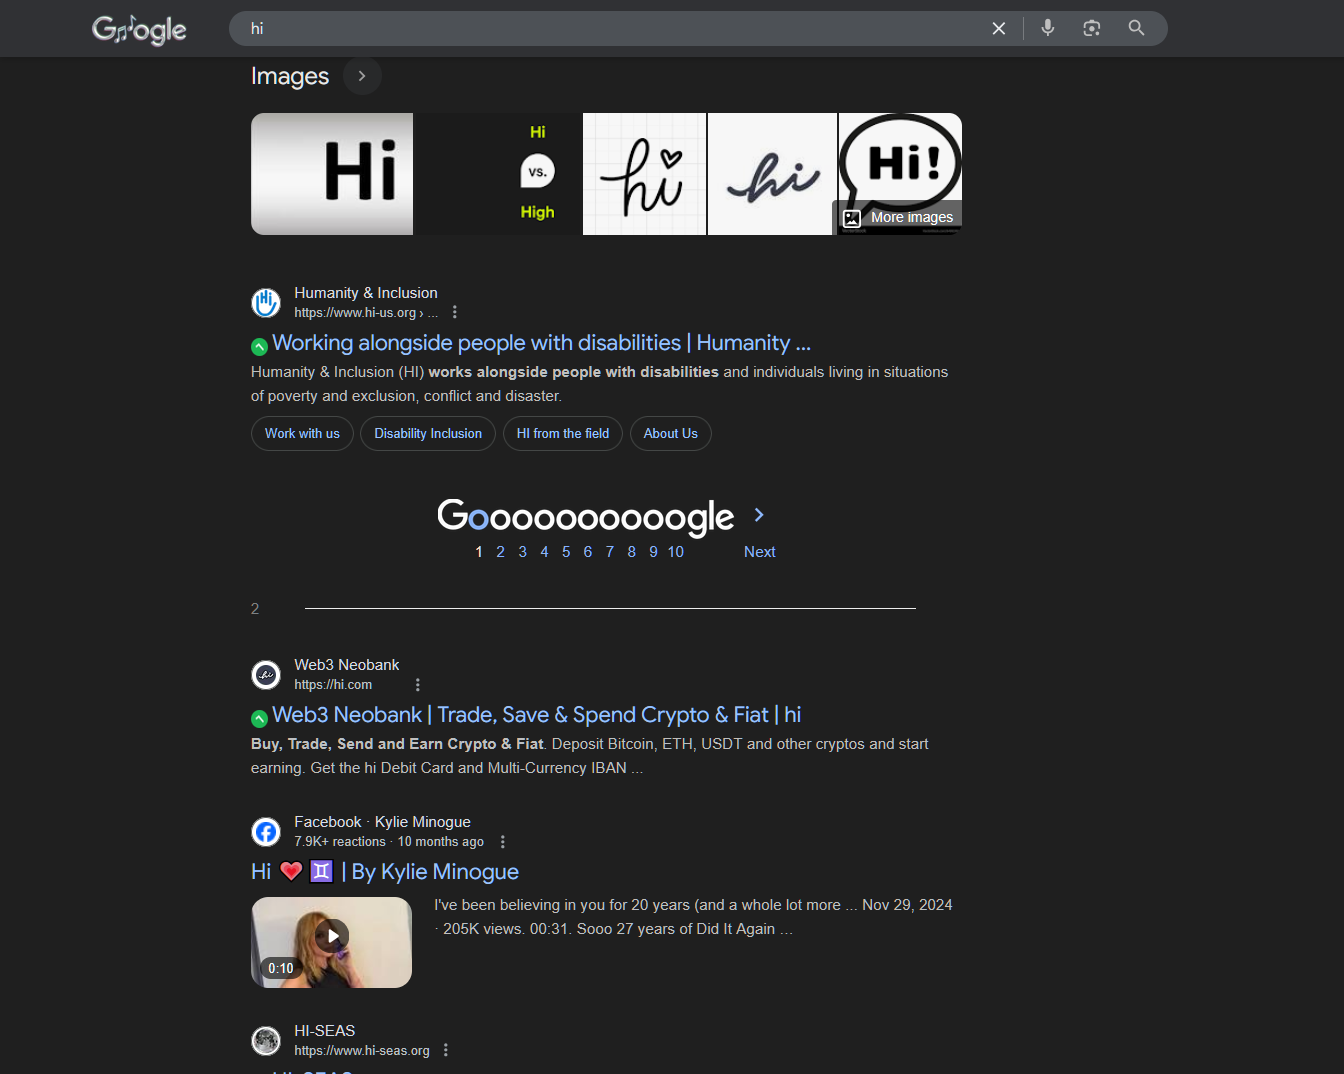 Google
hi
Images
Hi
Hi
vs.
High
hi
hi
Hi!
More images
Hi
Humanity & Inclusion
https://www.hi-us.org › ...
Working alongside people with disabilities | Humanity ...
Humanity & Inclusion (HI) works alongside people with disabilities and individuals living in situations
of poverty and exclusion, conflict and disaster.
Work with us
Disability Inclusion
HI from the field
About Us
Goooooooooogle
1 2 3 4 5 6 7 8 9 10 Next
2
hi
Web3 Neobank
https://hi.com
Web3 Neobank | Trade, Save & Spend Crypto & Fiat | hi
Buy, Trade, Send and Earn Crypto & Fiat. Deposit Bitcoin, ETH, USDT and other cryptos and start
earning. Get the hi Debit Card and Multi-Currency IBAN ...
Facebook · Kylie Minogue
7.9K+ reactions · 10 months ago
Hi 💗 ♊ | By Kylie Minogue
I've been believing in you for 20 years (and a whole lot more ... Nov 29, 2024
· 205K views. 00:31. Sooo 27 years of Did It Again ...
0:10
HI-SEAS
https://www.hi-seas.org